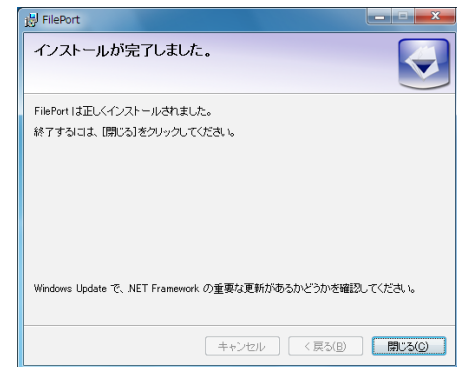 FilePort
インストールが完了しました。
FilePort は正しくインストールされました。
終了するには、[閉じる]をクリックしてください。
Windows Update で、.NET Framework の重要な更新があるかどうかを確認してください。
キャンセル
< 戻る(B)
閉じる(C)